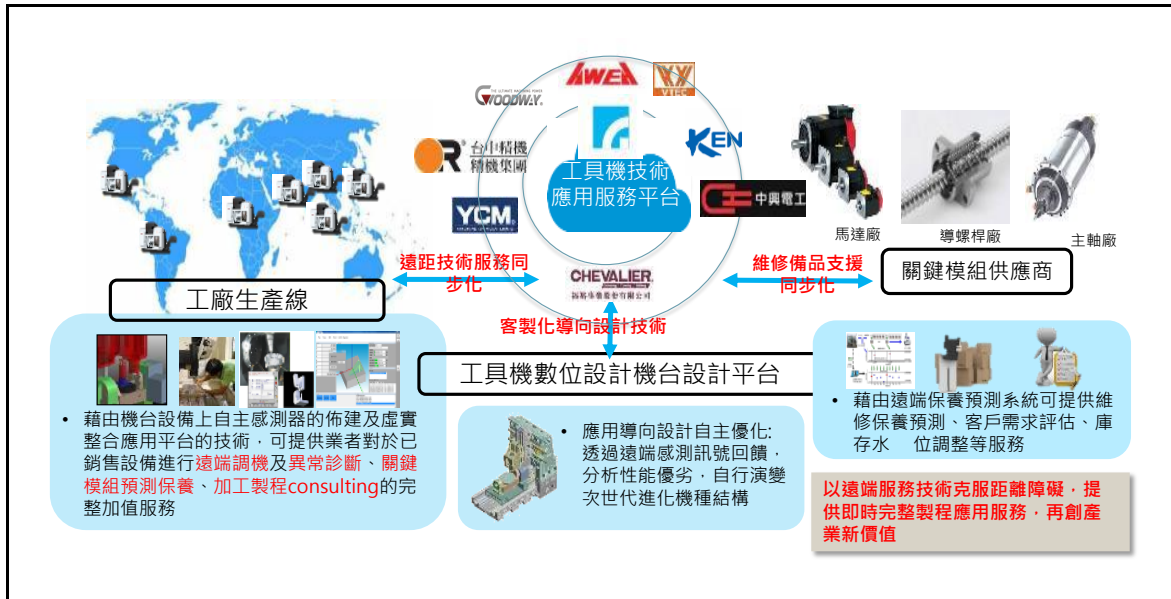 GOODWAY.
AWEA
VTEC
台中精機
精機集團
KEN
工具機技術
應用服務平台
YCM
中興電工
馬達廠
導螺桿廠
主軸廠
遠距技術服務同
步化
CHEVALIER
維修備品支援
同步化
關鍵模組供應商
工廠生產線
客製化導向設計技術
工具機數位設計機台設計平台
• 藉由機台設備上自主感測器的佈建及虛實
整合應用平台的技術，可提供業者對於已
銷售設備進行遠端調機及異常診斷、關鍵
模組預測保養、加工製程consulting的完
整加值服務
• 應用導向設計自主優化:
透過遠端感測訊號回饋，
分析性能優劣，自行演變
次世代進化機種結構
• 藉由遠端保養預測系統可提供維
修保養預測、客戶需求評估、庫
存水 位調整等服務
以遠端服務技術克服距離障礙，提
供即時完整製程應用服務，再創產
業新價值